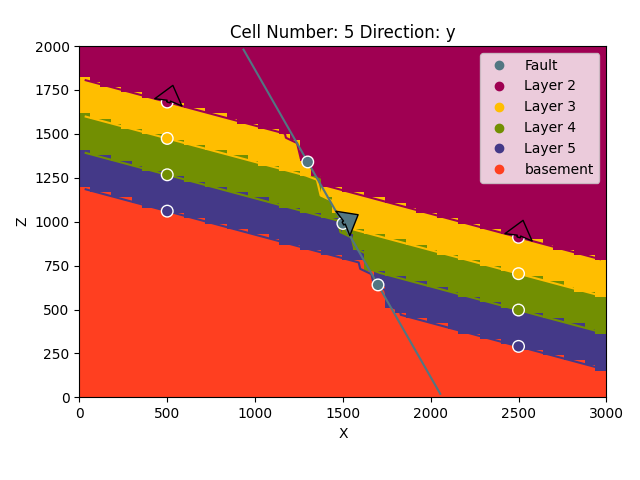 Cell Number: 5 Direction: y
2000
1750
1500
1250
1000
750
500
250
0
Z
Fault
Layer 2
Layer 3
Layer 4
Layer 5
basement
0 500 1000 1500 2000 2500 3000
X